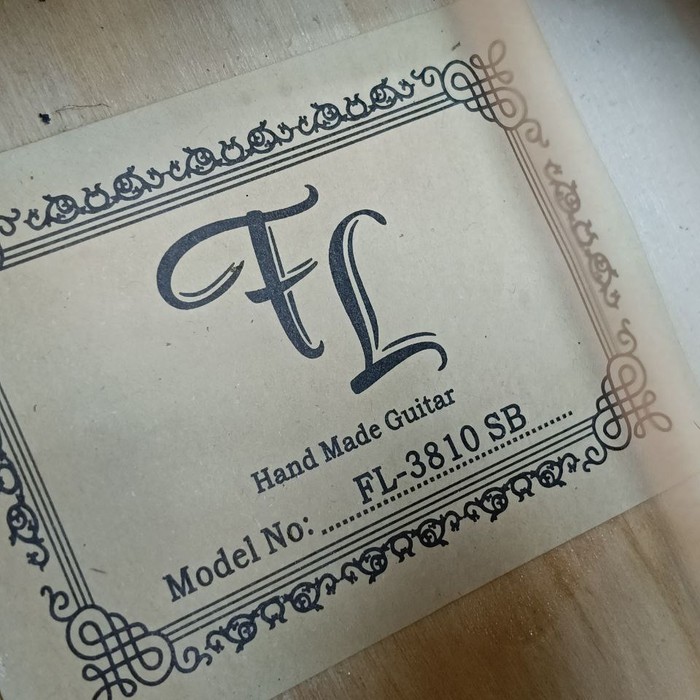 FL
Hand Made Guitar
Model No: FL-3810 SB